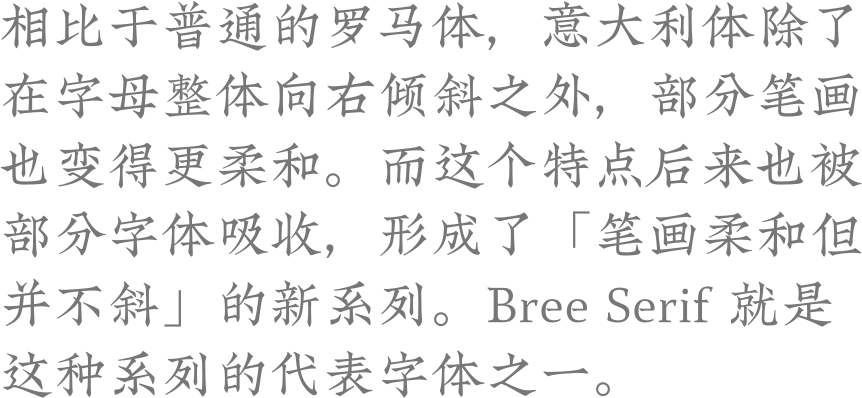 相比于普通的罗马体，意大利体除了
在字母整体向右倾斜之外，部分笔画
也变得更柔和。而这个特点后来也被
部分字体吸收，形成了「笔画柔和但
并不斜」的新系列。Bree Serif 就是
这种系列的代表字体之一。